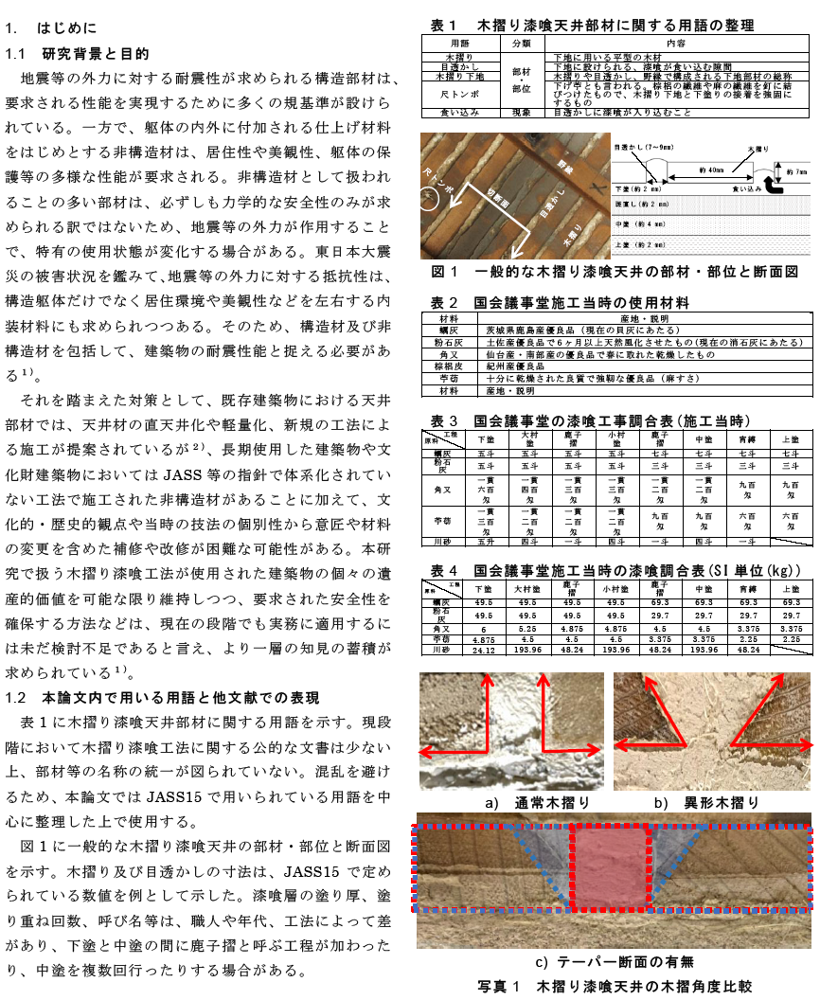 1. はじめに
1.1 研究背景と目的
地震等の外力に対する耐震性が求められる構造部材は、
要求される性能を実現するために多くの規基準が設けら
れている。一方で、躯体の内外に付加される仕上げ材料
をはじめとする非構造材は、居住性や美観性、躯体の保
護等の多様な性能が要求される。非構造材として扱われ
ることの多い部材は、必ずしも力学的な安全性のみが求
められる訳ではないため、地震等の外力が作用すること
で、特有の使用状態が変化する場合がある。東日本大震
災の被害状況を鑑みて、地震等の外力に対する抵抗性は、
構造躯体だけでなく居住環境や美観性などを左右する内
装材料にも求められつつある。そのため、構造材及び非
構造材を包括して、建築物の耐震性能と捉える必要があ
る1)。
それを踏まえた対策として、既存建築物における天井
部材では、天井材の直天井化や軽量化、新規の工法によ
る施工が提案されているが2)、長期使用した建築物や文
化財建築物においては JASS 等の指針で体系化されてい
ない工法で施工された非構造材があることに加えて、文
化的・歴史的観点や当時の技法の個別性から意匠や材料
の変更を含めた補修や改修が困難な可能性がある。本研
究で扱う木摺り漆喰工法が使用された建築物の個々の遺
産的価値を可能な限り維持しつつ、要求された安全性を
確保する方法などは、現在の段階でも実務に適用するに
は未だ検討不足であると言え、より一層の知見の蓄積が
求められている1)。
1.2 本論文内で用いる用語と他文献での表現
表 1 に木摺り漆喰天井部材に関する用語を示す。現段
階において木摺り漆喰工法に関する公的な文書は少ない
上、部材等の名称の統一が図られていない。混乱を避け
るため、本論文では JASS15 で用いられている用語を中
心に整理した上で使用する。
図 1 に一般的な木摺り漆喰天井の部材・部位と断面図
を示す。木摺り及び目透かしの寸法は、JASS15 で定め
られている数値を例として示した。漆喰層の塗り厚、塗
り重ね回数、呼び名等は、職人や年代、工法によって差
があり、下塗と中塗の間に鹿子摺と呼ぶ工程が加わった
り、中塗を複数回行ったりする場合がある。
表 1 木摺り漆喰天井部材に関する用語の整理
用語 分類 内容
木摺り 部材・部位 下地に用いる平型の木材
目透かし 下地に設けられる、漆喰が食い込む隙間
木摺り下地 木摺りや目透かし、野縁で構成される下地部材の総称
尺トンボ 下げ苧とも言われる。棕梠の繊維や麻の繊維を釘に結
びつけたもので、木摺り下地と下塗りの接着を強固に
するもの
食い込み 現象 目透かしに漆喰が入り込むこと
尺トンボ
切断面
野縁
目透かし
木摺り
目透かし(7～9mm)
木摺り
約 40mm
約 7mm
下塗(約 2 mm)
食い込み
斑直し(約 2 mm)
中塗 (約 4 mm)
上塗 (約 2 mm)
図 1 一般的な木摺り漆喰天井の部材・部位と断面図
表 2 国会議事堂施工当時の使用材料
材料 産地・説明
蠣灰 茨城県鹿島産優良品（現在の貝灰にあたる）
粉石灰 土佐産優良品で6ヶ月以上天然風化させたもの(現在の消石灰にあたる)
角又 仙台産・南部産の優良品で春に取れた乾燥したもの
棕梠皮 紀州産優良品
苧苆 十分に乾燥された良質で強靭な優良品（麻すさ）
材料 産地・説明
表 3 国会議事堂の漆喰工事調合表(施工当時)
工程 原料 下塗 大村塗 鹿子摺 小村塗 鹿子摺 中塗 宵縛 上塗
蠣灰 五斗 五斗 五斗 五斗 七斗 七斗 七斗 七斗
粉石灰 五斗 五斗 五斗 五斗 三斗 三斗 三斗 三斗
角又 一貫六百匁 一貫四百匁 一貫三百匁 一貫三百匁 一貫二百匁 一貫二百匁 九百匁 九百匁
苧苆 一貫三百匁 一貫二百匁 一貫二百匁 一貫二百匁 九百匁 九百匁 六百匁 六百匁
川砂 五升 四斗 一斗 四斗 一斗 四斗 一斗
表 4 国会議事堂施工当時の漆喰調合表(SI 単位(kg))
工程 原料 下塗 大村塗 鹿子摺 小村塗 鹿子摺 中塗 宵縛 上塗
蠣灰 49.5 49.5 49.5 49.5 69.3 69.3 69.3 69.3
粉石灰 49.5 49.5 49.5 49.5 29.7 29.7 29.7 29.7
角又 6 5.25 4.875 4.875 4.5 4.5 3.375 3.375
苧苆 4.875 4.5 4.5 4.5 3.375 3.375 2.25 2.25
川砂 24.12 193.96 48.24 193.96 48.24 193.96 48.24
a) 通常木摺り
b) 異形木摺り
c) テーパー断面の有無
写真 1 木摺り漆喰天井の木摺角度比較